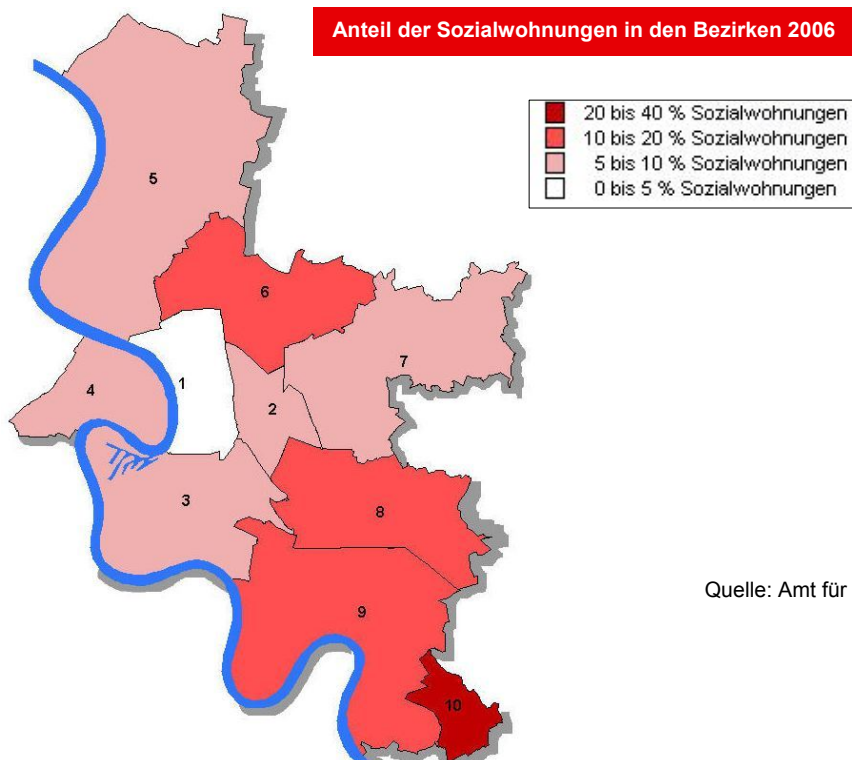 Anteil der Sozialwohnungen in den Bezirken 2006
20 bis 40 % Sozialwohnungen
10 bis 20 % Sozialwohnungen
5 bis 10 % Sozialwohnungen
0 bis 5 % Sozialwohnungen
5
6
7
1
4
2
3
8
Quelle: Amt für
9
10